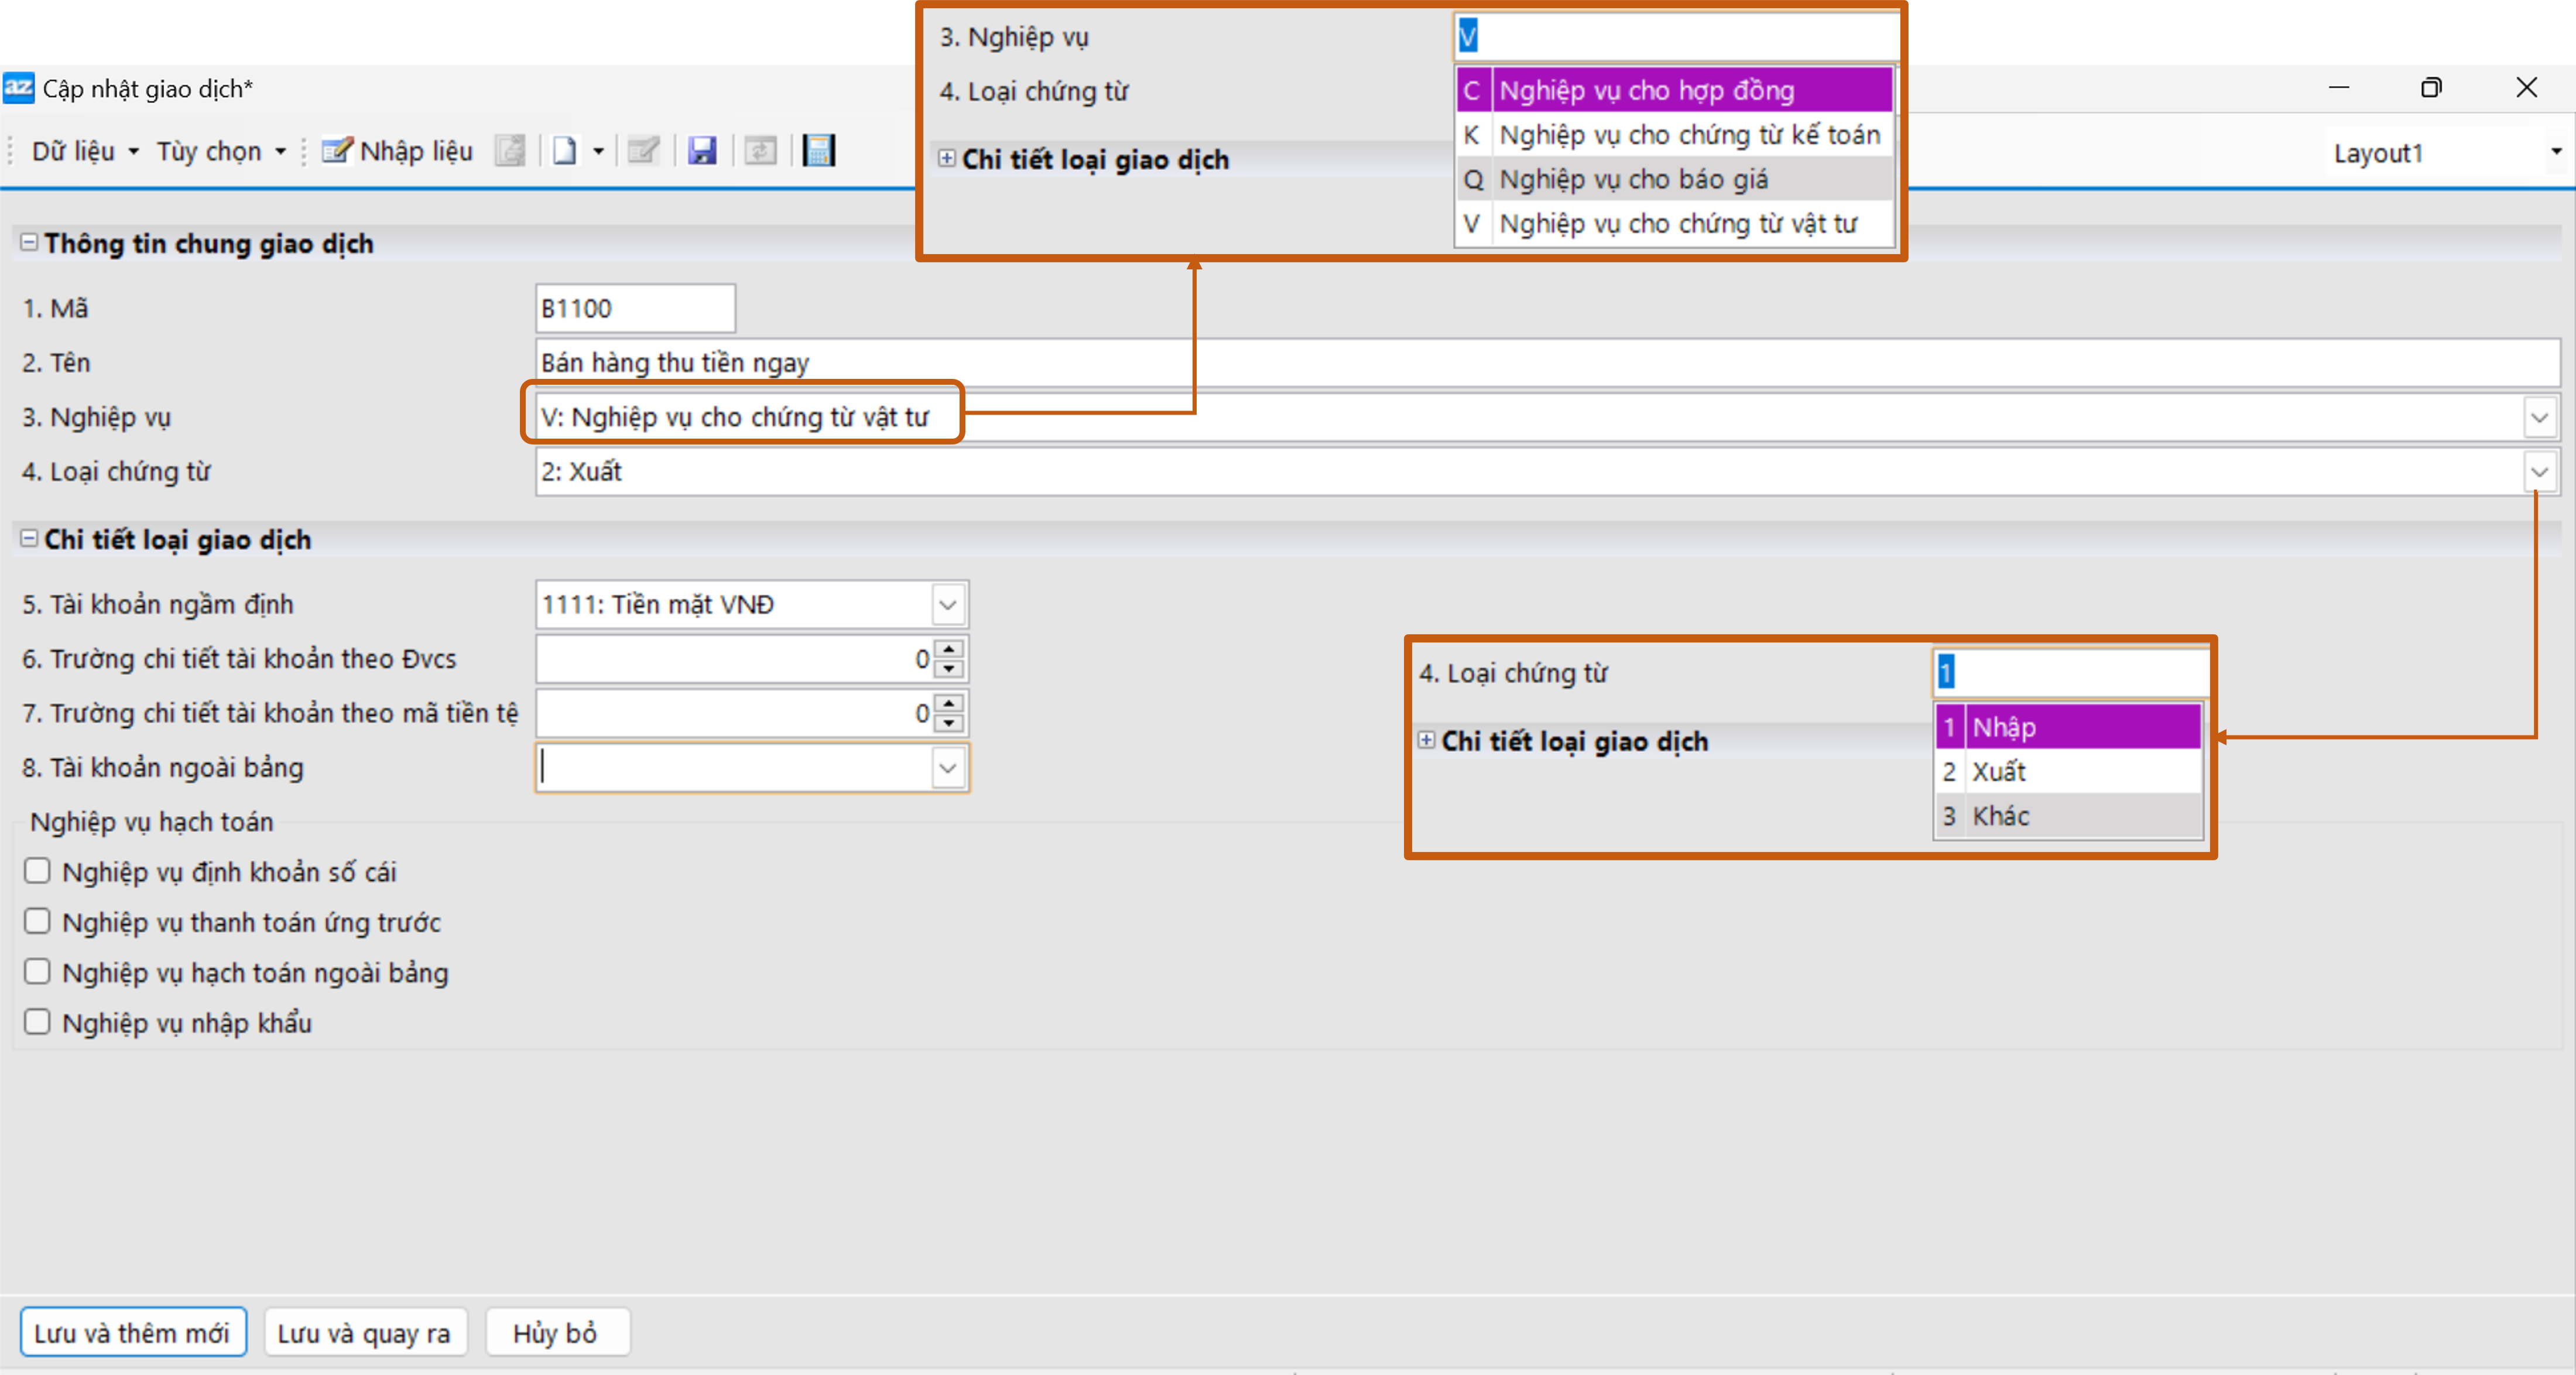 3. Nghiệp vụ V
4. Loại chứng từ
C Nghiệp vụ cho hợp đồng
K Nghiệp vụ cho chứng từ kế toán
Q Nghiệp vụ cho báo giá
V Nghiệp vụ cho chứng từ vật tư
Chi tiết loại giao dịch
az Cập nhật giao dịch*
Dữ liệu Tùy chọn Nhập liệu Layout1
Thông tin chung giao dịch
1. Mã B1100
2. Tên Bán hàng thu tiền ngay
3. Nghiệp vụ V: Nghiệp vụ cho chứng từ vật tư
4. Loại chứng từ 2: Xuất
Chi tiết loại giao dịch
5. Tài khoản ngầm định 1111: Tiền mặt VNĐ
6. Trường chi tiết tài khoản theo Đvcs 0
7. Trường chi tiết tài khoản theo mã tiền tệ 0
8. Tài khoản ngoài bảng
4. Loại chứng từ 1
1 Nhập
2 Xuất
3 Khác
Chi tiết loại giao dịch
Nghiệp vụ hạch toán
Nghiệp vụ định khoản số cái
Nghiệp vụ thanh toán ứng trước
Nghiệp vụ hạch toán ngoài bảng
Nghiệp vụ nhập khẩu
Lưu và thêm mới Lưu và quay ra Hủy bỏ